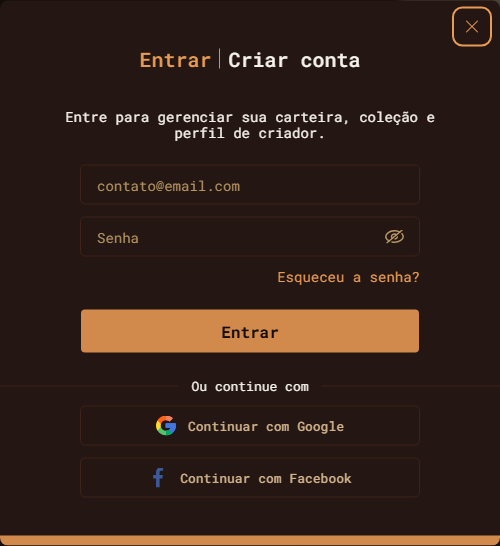 Entrar | Criar conta
Entre para gerenciar sua carteira, coleção e
perfil de criador.
contato@email.com
Senha
Esqueceu a senha?
Entrar
Ou continue com
Continuar com Google
Continuar com Facebook